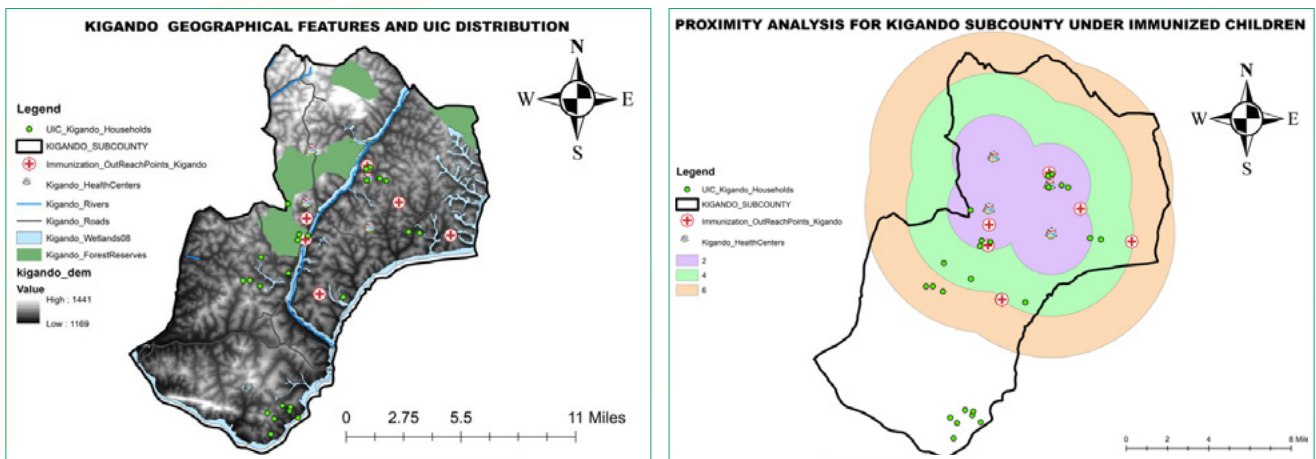 KIGANDO GEOGRAPHICAL FEATURES AND UIC DISTRIBUTION
N
W
E
S
Legend
UIC_Kigando_Households
KIGANDO_SUBCOUNTY
Immunization_OutReachPoints_Kigando
Kigando_HealthCenters
Kigando_Rivers
Kigando_Roads
Kigando_Wetlands08
Kigando_ForestReserves
kigando_dem
Value
High : 1441
Low : 1169
0 2.75 5.5 11 Miles
PROXIMITY ANALYSIS FOR KIGANDO SUBCOUNTY UNDER IMMUNIZED CHILDREN
N
W
E
S
Legend
UIC_Kigando_Households
KIGANDO_SUBCOUNTY
Immunization_OutReachPoints_Kigando
Kigando_HealthCenters
2
4
6
0 2 4 8 Mile